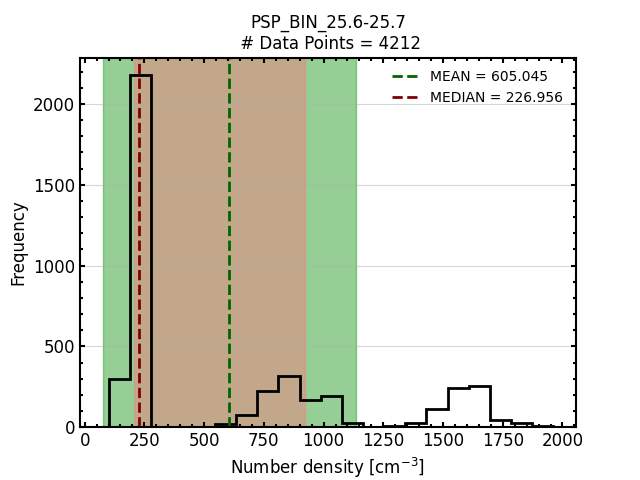 PSP_BIN_25.6-25.7
# Data Points = 4212
MEAN = 605.045
MEDIAN = 226.956
Frequency
2000
1500
1000
500
0
0 250 500 750 1000 1250 1500 1750 2000
Number density [cm⁻³]